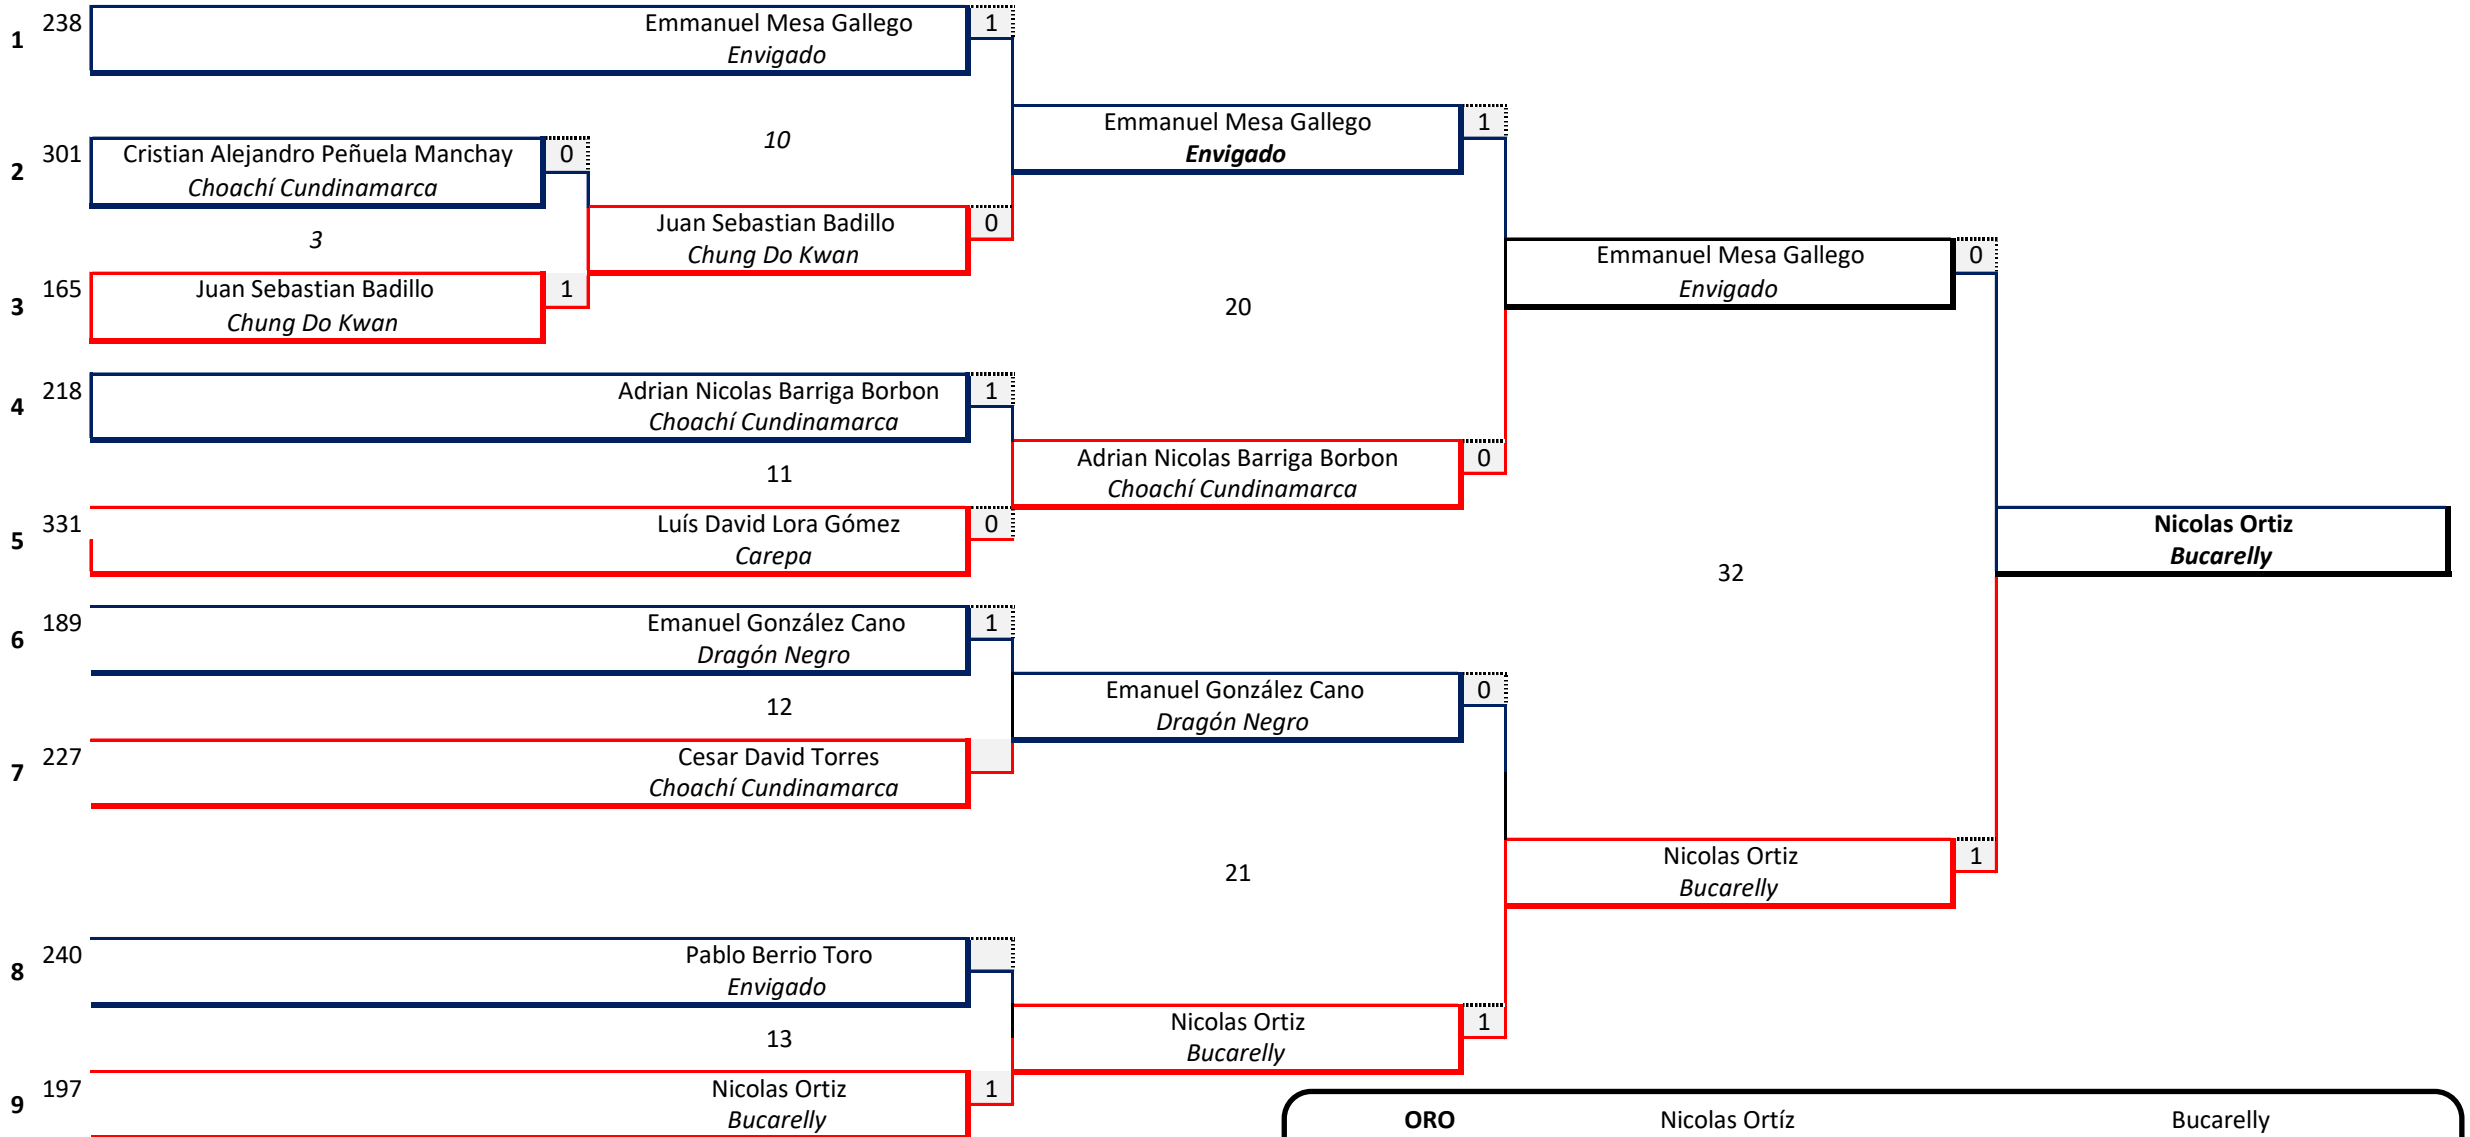 238
1
Emmanuel Mesa Gallego
1
Envigado
10
Emmanuel Mesa Gallego
1
Envigado
2
301
Cristian Alejandro Peñuela Manchay
0
Choachí Cundinamarca
Juan Sebastian Badillo
0
Chung Do Kwan
3
Emmanuel Mesa Gallego
0
Envigado
3
165
Juan Sebastian Badillo
1
Chung Do Kwan
20
4
218
Adrian Nicolas Barriga Borbon
1
Choachí Cundinamarca
11
Adrian Nicolas Barriga Borbon
0
Choachí Cundinamarca
5
331
Luís David Lora Gómez
0
Carepa
Nicolas Ortiz
Bucarelly
32
6
189
Emanuel González Cano
1
Dragón Negro
12
Emanuel González Cano
0
Dragón Negro
7
227
Cesar David Torres
Choachí Cundinamarca
21
Nicolas Ortiz
1
Bucarelly
8
240
Pablo Berrio Toro
Envigado
13
Nicolas Ortiz
1
Bucarelly
9
197
Nicolas Ortiz
1
Bucarelly
ORO Nicolas Ortíz Bucarelly